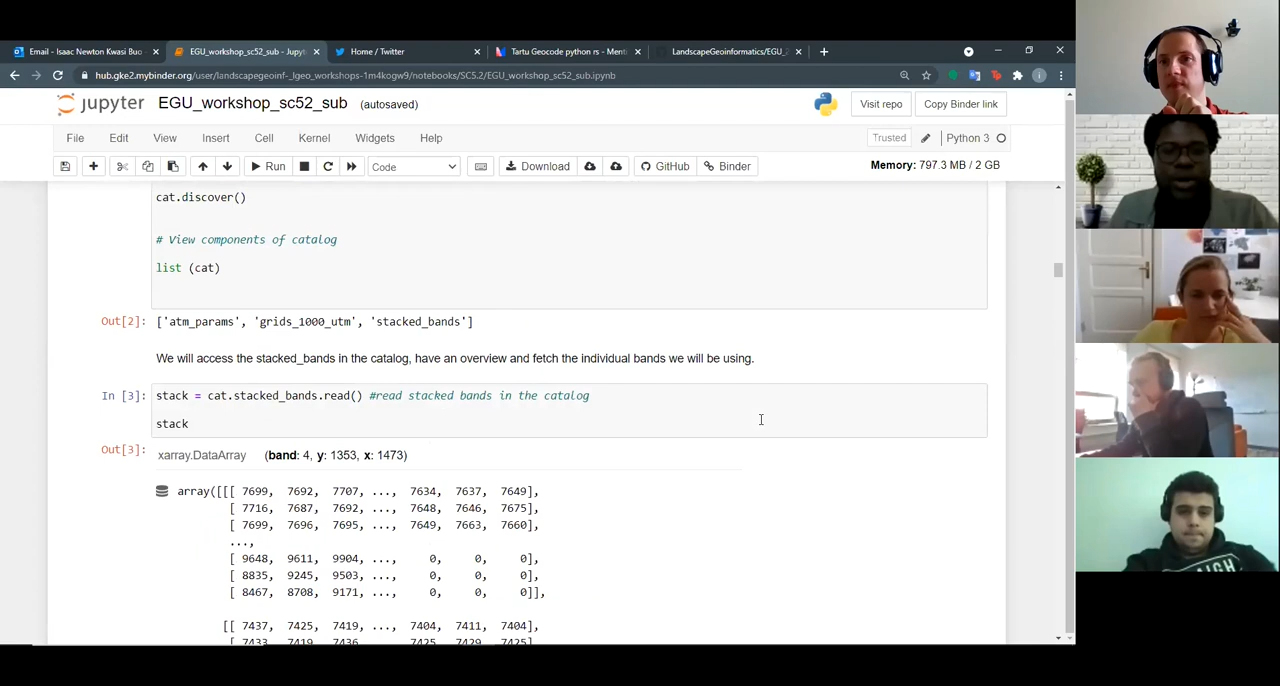 Email - Isaac Newton Kwasi Buo -
EGU_workshop_sc52_sub - Jupyt
Home / Twitter
Tartu Geocode python rs - Menti
LandscapeGeoinformatics/EGU_2
hub.gke2.mybinder.org/user/landscapegeoinf-_lgeo_workshops-1m4kogw9/notebooks/SC5.2/EGU_workshop_sc52_sub.ipynb
jupyter EGU_workshop_sc52_sub (autosaved)
Visit repo
Copy Binder link
File Edit View Insert Cell Kernel Widgets Help
Trusted
Python 3
Run
Code
Download
GitHub
Binder
Memory: 797.3 MB / 2 GB
cat.discover()
# View components of catalog
list (cat)
Out[2]: ['atm_params', 'grids_1000_utm', 'stacked_bands']
We will access the stacked_bands in the catalog, have an overview and fetch the individual bands we will be using.
In [3]: stack = cat.stacked_bands.read() #read stacked bands in the catalog
stack
Out[3]: xarray.DataArray (band: 4, y: 1353, x: 1473)
array([[[ 7699, 7692, 7707, ..., 7634, 7637, 7649],
[ 7716, 7687, 7692, ..., 7648, 7646, 7675],
[ 7699, 7696, 7695, ..., 7649, 7663, 7660],
...,
[ 9648, 9611, 9904, ..., 0, 0, 0],
[ 8835, 9245, 9503, ..., 0, 0, 0],
[ 8467, 8708, 9171, ..., 0, 0, 0]],
[[ 7437, 7425, 7419, ..., 7404, 7411, 7404],
[ 7433, 7419, 7436, ..., 7425, 7429, 7425]